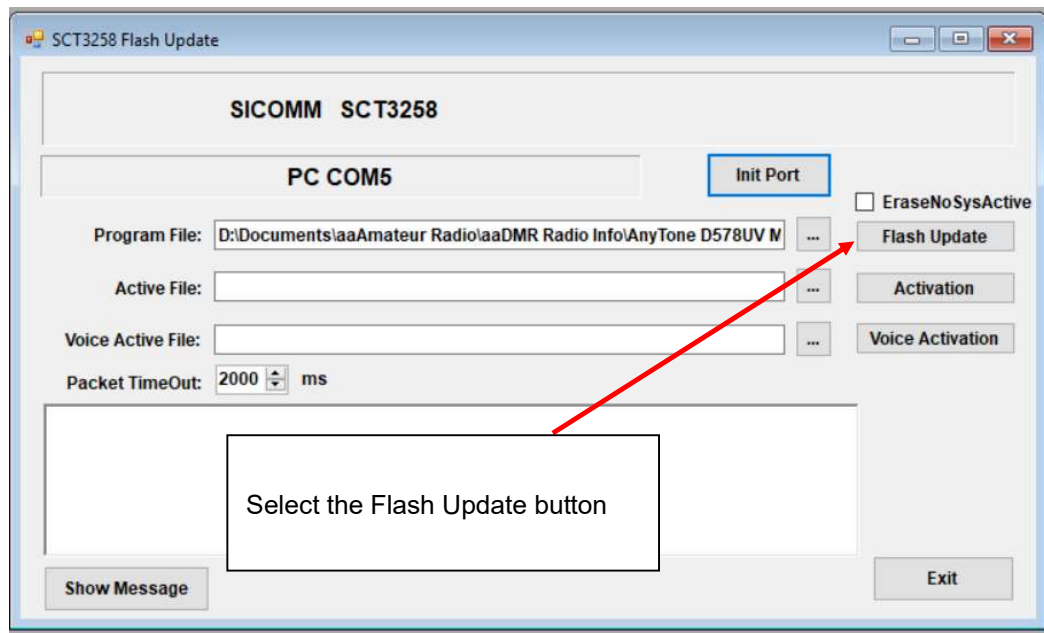 SCT3258 Flash Update
SICOMM SCT3258
PC COM5
Init Port
EraseNoSysActive
Program File: D:\Documents\aaAmateur Radio\aaDMR Radio Info\AnyTone D578UV M ... Flash Update
Active File: ... Activation
Voice Active File: ... Voice Activation
Packet TimeOut: 2000 ms
Select the Flash Update button
Show Message
Exit